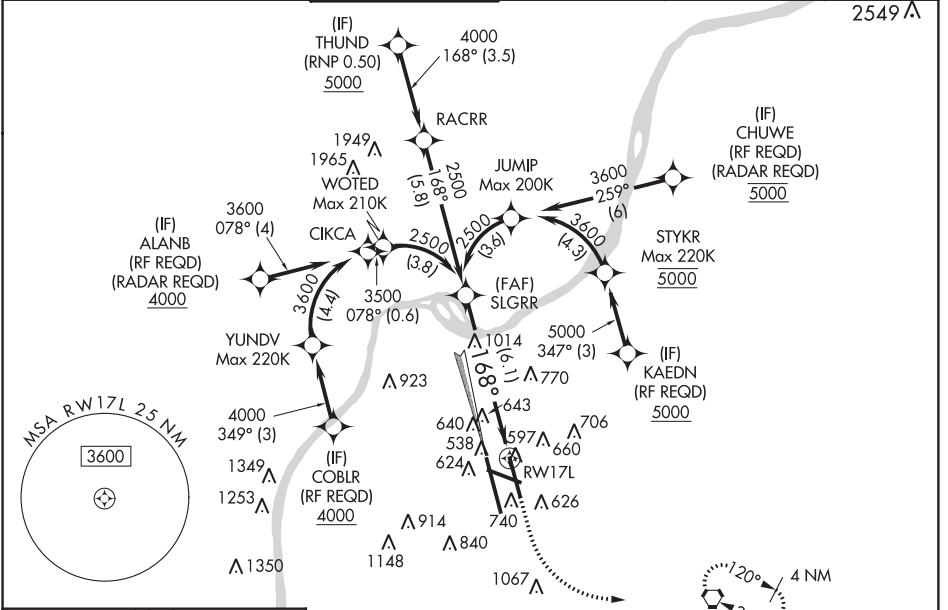 2549
(IF)
THUND
(RNP 0.50)
5000
4000
168° (3.5)
RACRR
1949
1965
WOTED
Max 210K
2500
168°
(5.8)
JUMIP
Max 200K
3600
259°
(6)
(IF)
CHUWE
(RF REQD)
(RADAR REQD)
5000
(IF)
ALANB
(RF REQD)
(RADAR REQD)
4000
3600
078° (4)
CIKCA
2500
(3.8)
2500
(3.6)
3600
(4.3)
STYKR
Max 220K
5000
3600
(4.4)
3500
078° (0.6)
(FAF)
SLGRR
YUNDV
Max 220K
1014
168°
(6.1)
5000
347° (3)
(IF)
KAEDN
(RF REQD)
5000
923
770
4000
349° (3)
(IF)
COBLR
(RF REQD)
4000
643
640
538
624
597
706
660
RW17L
MSA RW17L 25 NM
3600
1349
1253
1350
914
1148
840
740
626
1067
120°
4 NM